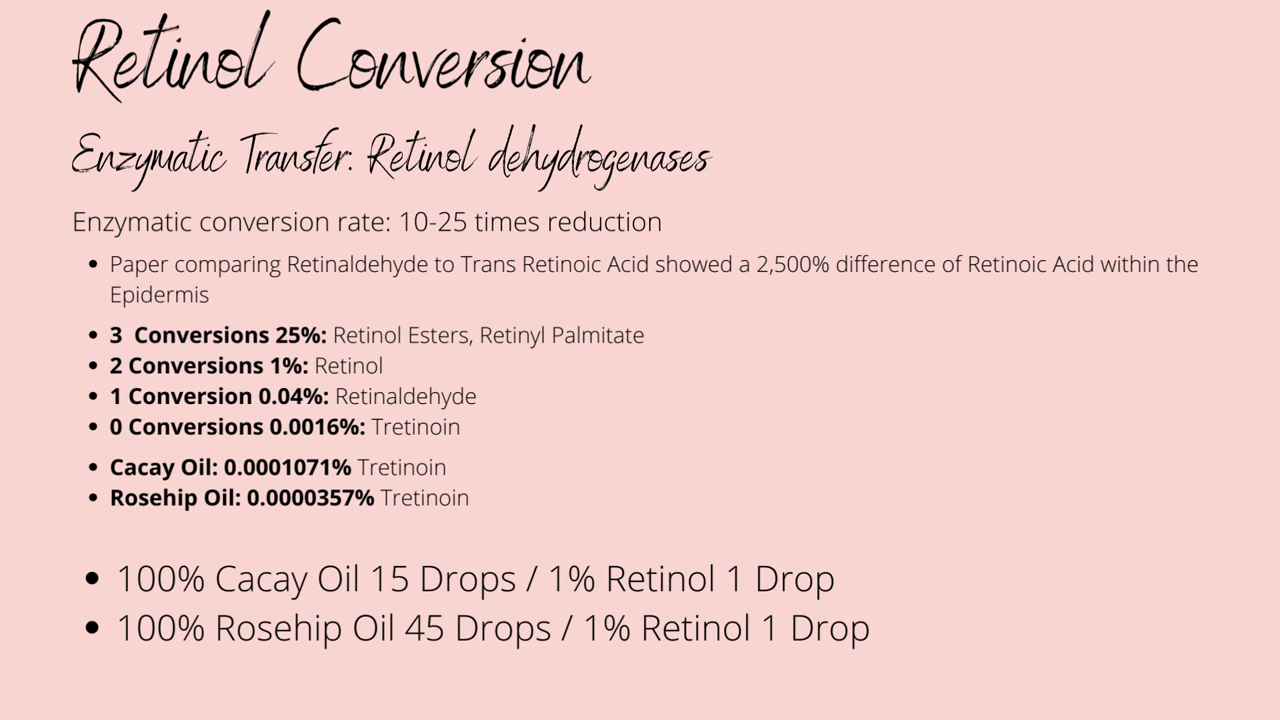 Retinol Conversion
Enzymatic Transfer: Retinol dehydrogenases
Enzymatic conversion rate: 10-25 times reduction
• Paper comparing Retinaldehyde to Trans Retinoic Acid showed a 2,500% difference of Retinoic Acid within the
Epidermis
• 3  Conversions 25%: Retinol Esters, Retinyl Palmitate
• 2 Conversions 1%: Retinol
• 1 Conversion 0.04%: Retinaldehyde
• 0 Conversions 0.0016%: Tretinoin
• Cacay Oil: 0.0001071% Tretinoin
• Rosehip Oil: 0.0000357% Tretinoin
• 100% Cacay Oil 15 Drops / 1% Retinol 1 Drop
• 100% Rosehip Oil 45 Drops / 1% Retinol 1 Drop